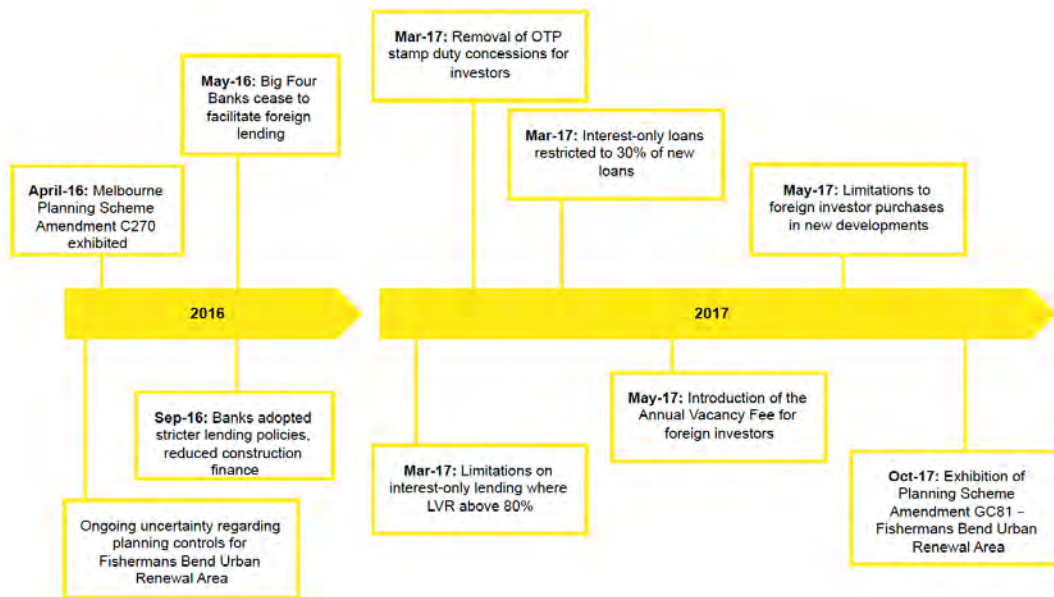 Mar-17: Removal of OTP
stamp duty concessions for
investors
May-16: Big Four
Banks cease to
facilitate foreign
lending
Mar-17: Interest-only loans
restricted to 30% of new
loans
April-16: Melbourne
Planning Scheme
Amendment C270
exhibited
May-17: Limitations to
foreign investor purchases
in new developments
2016
2017
Sep-16: Banks adopted
stricter lending policies,
reduced construction
finance
May-17: Introduction of the
Annual Vacancy Fee for
foreign investors
Mar-17: Limitations on
interest-only lending where
LVR above 80%
Oct-17: Exhibition of
Planning Scheme
Amendment GC81 –
Fishermans Bend Urban
Renewal Area
Ongoing uncertainty regarding
planning controls for
Fishermans Bend Urban
Renewal Area